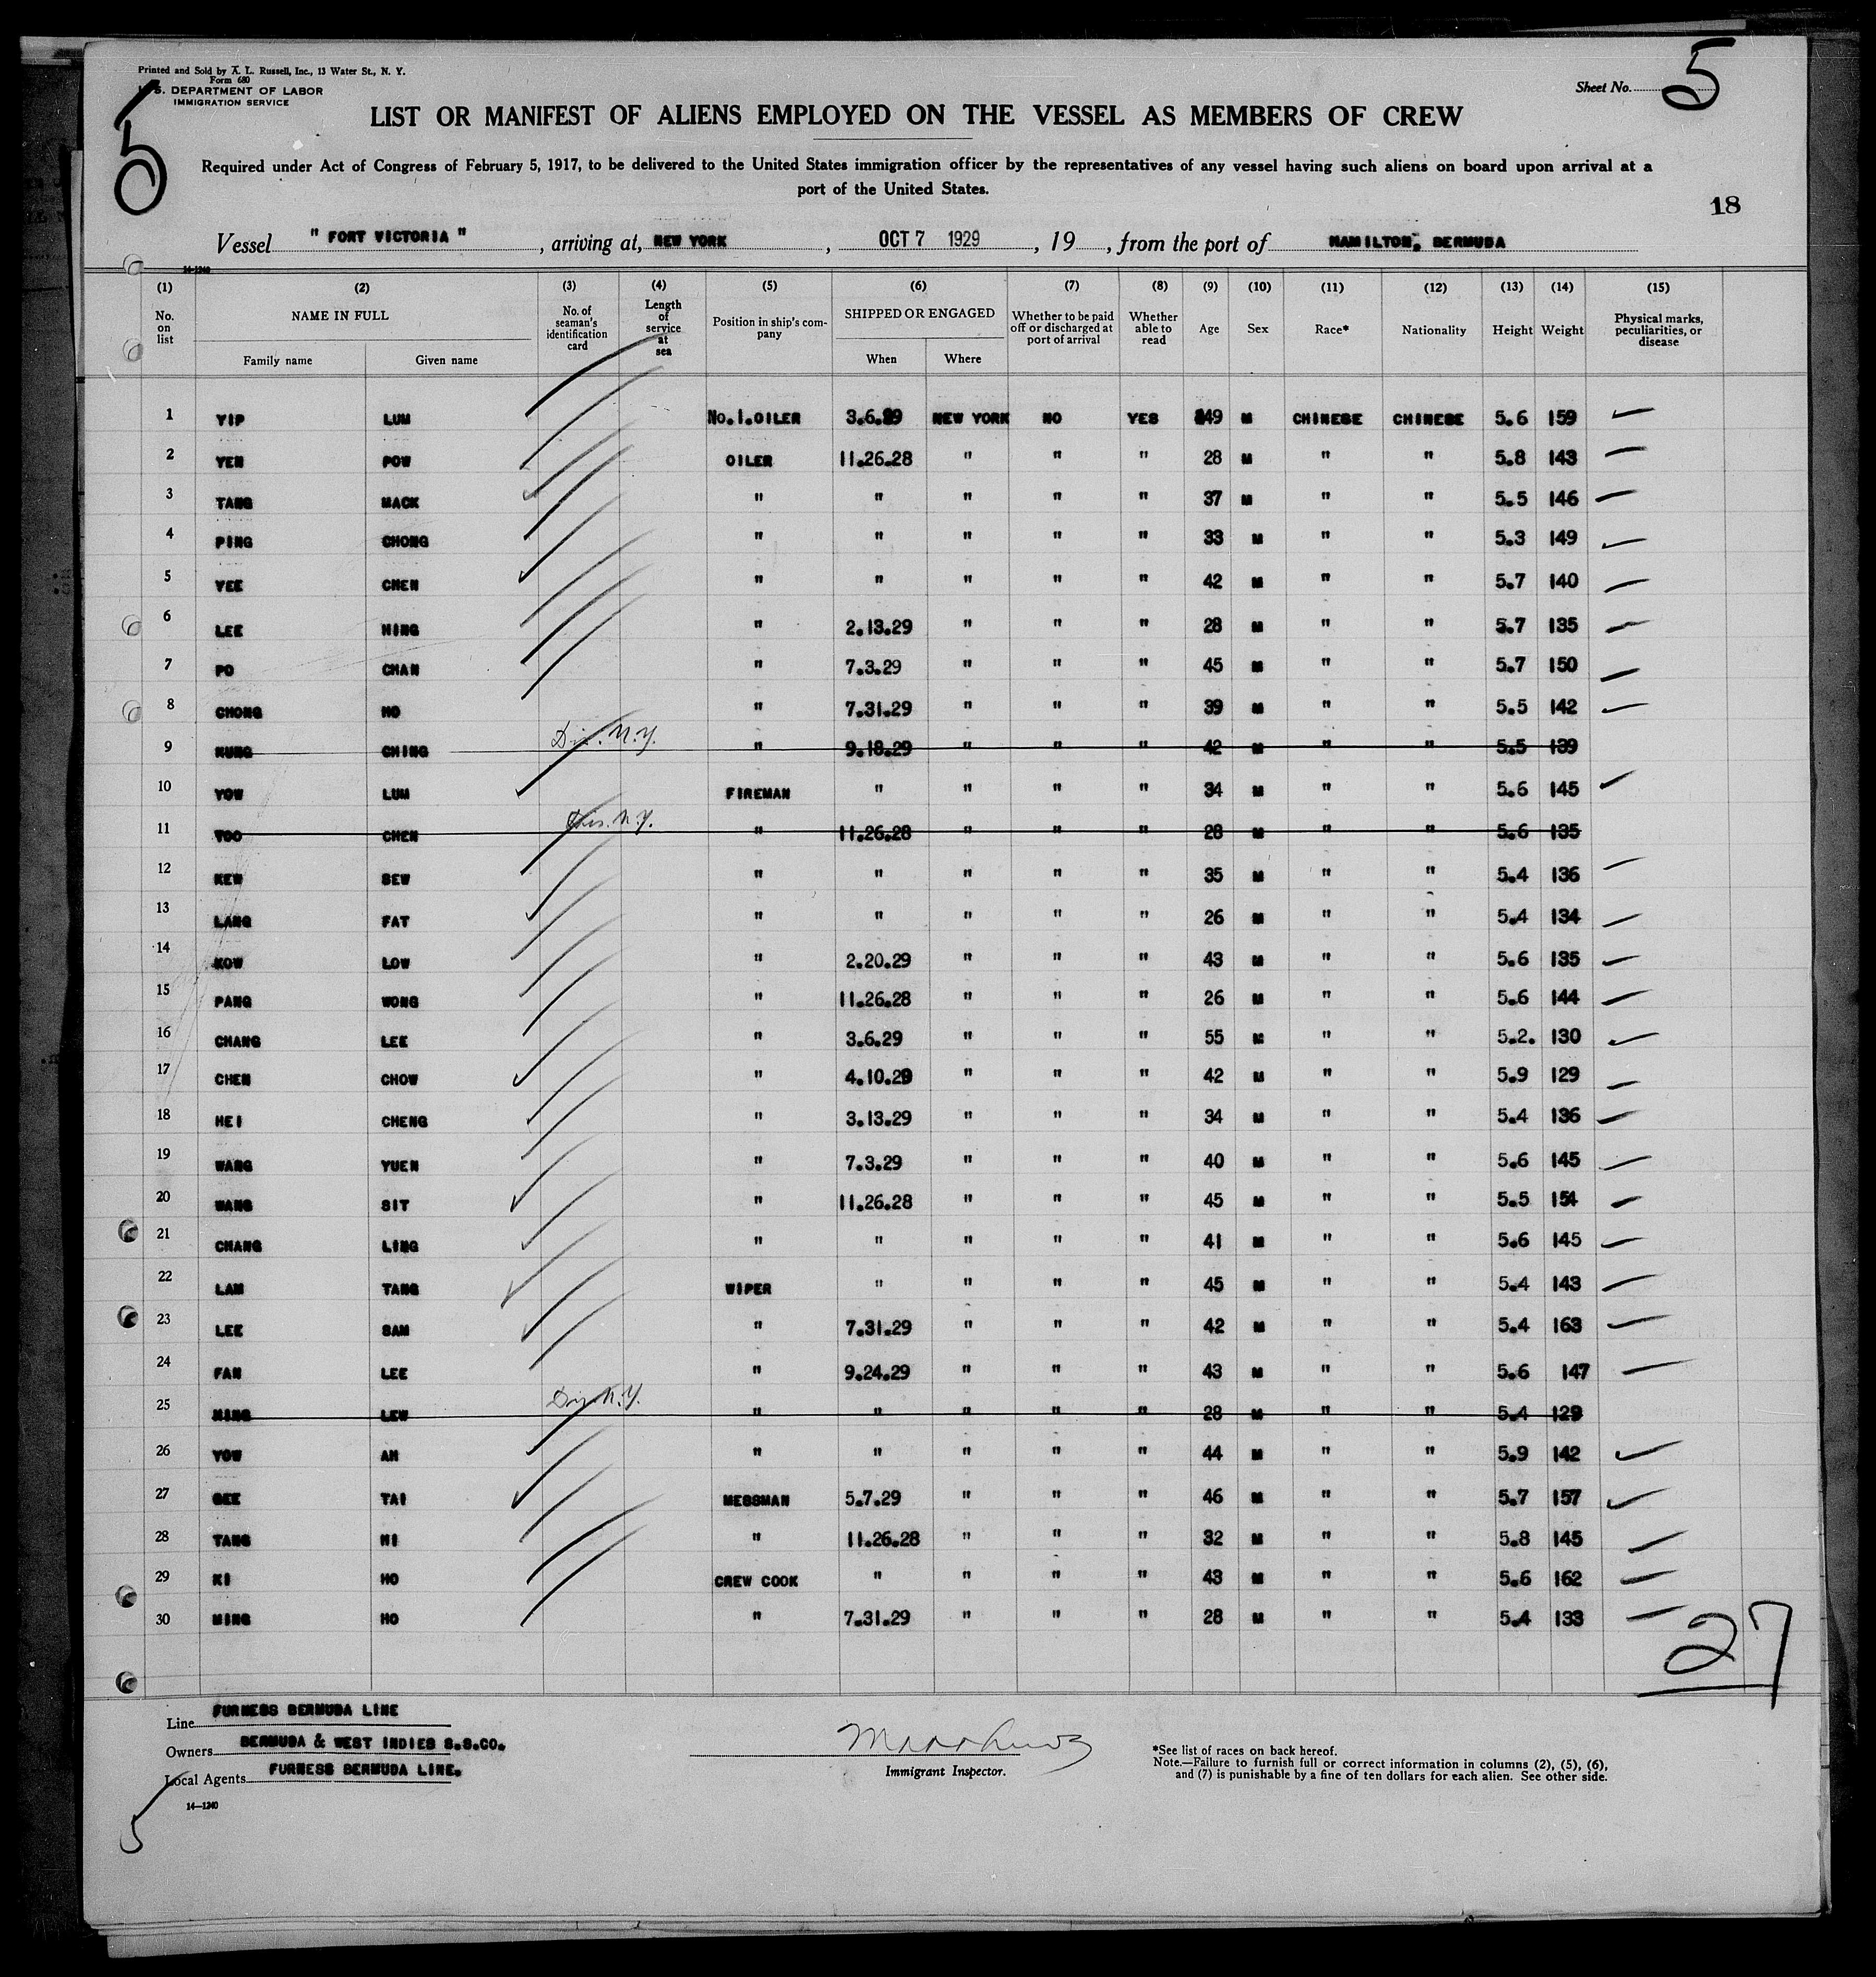 Printed and Sold by A. L. Russell, Inc., 13 Water St., N. Y.
Form 680
U. S. DEPARTMENT OF LABOR
IMMIGRATION SERVICE
Sheet No. 5
5
LIST OR MANIFEST OF ALIENS EMPLOYED ON THE VESSEL AS MEMBERS OF CREW
Required under Act of Congress of February 5, 1917, to be delivered to the United States immigration officer by the representatives of any vessel having such aliens on board upon arrival at a
port of the United States.
18
Vessel " FORT VICTORIA " , arriving at, NEW YORK , OCT 7 1929 , 19 , from the port of HAMILTON, BERMUDA
14-1240
(1) (2) (3) (4) (5) (6) (7) (8) (9) (10) (11) (12) (13) (14) (15)
No. on list NAME IN FULL Family name Given name No. of seaman's identification card Length of service at sea Position in ship's company SHIPPED OR ENGAGED When Where Whether to be paid off or discharged at port of arrival Whether able to read Age Sex Race* Nationality Height Weight Physical marks, peculiarities, or disease
1 YIP LUM No.1.OILER 3.6.29 NEW YORK NO YES 49 M CHINESE CHINESE 5.6 159
2 YEN POW OILER 11.26.28 " " " 28 M " " 5.8 143
3 TANG MACK " " " " " 37 M " " 5.5 146
4 PING CHONG " " " " " 33 M " " 5.3 149
5 YEE CHEN " " " " " 42 M " " 5.7 140
6 LEE HING " 2.13.29 " " " 28 M " " 5.7 135
7 PO CHAN " 7.3.29 " " " 45 M " " 5.7 150
8 CHONG HO " 7.31.29 " " " 39 M " " 5.5 142
9 KUNG CHING Dis. N.Y. " 9.18.29 " " " 42 M " " 5.5 139
10 YOW LUM FIREMAN " " " " 34 M " " 5.6 145
11 YOO CHEN Dis. N.Y. " 11.26.28 " " " 28 M " " 5.6 135
12 KEW SEW " " " " " 35 M " " 5.4 136
13 LANG FAT " " " " " 26 M " " 5.4 134
14 KOW LOW " 2.20.29 " " " 43 M " " 5.6 135
15 PANG WONG " 11.26.28 " " " 26 M " " 5.6 144
16 CHANG LEE " 3.6.29 " " " 55 M " " 5.2. 130
17 CHEN CHOW " 4.10.29 " " " 42 M " " 5.9 129
18 HEI CHENG " 3.13.29 " " " 34 M " " 5.4 136
19 WANG YUEN " 7.3.29 " " " 40 M " " 5.6 145
20 WANG SIT " 11.26.28 " " " 45 M " " 5.5 154
21 CHANG LING " " " " " 41 M " " 5.6 145
22 LAM TANG WIPER " " " " 45 M " " 5.4 143
23 LEE SAM " 7.31.29 " " " 42 M " " 5.4 163
24 FAN LEE " 9.24.29 " " " 43 M " " 5.6 147
25 HING LEW Dis N.Y. " " " " " 28 M " " 5.4 129
26 YOW AH " " " " " 44 M " " 5.9 142
27 GEE TAI MESSMAN 5.7.29 " " " 46 M " " 5.7 157
28 TANG HI " 11.26.28 " " " 32 M " " 5.8 145
29 KI HO CREW COOK " " " " 43 M " " 5.6 162
30 MING HO " 7.31.29 " " " 28 M " " 5.4 133
27
Line FURNESS BERMUDA LINE
Owners BERMUDA & WEST INDIES S.S.CO.
Local Agents FURNESS BERMUDA LINE.
14—1240
Immigrant Inspector.
*See list of races on back hereof.
Note.—Failure to furnish full or correct information in columns (2), (5), (6),
and (7) is punishable by a fine of ten dollars for each alien. See other side.
5